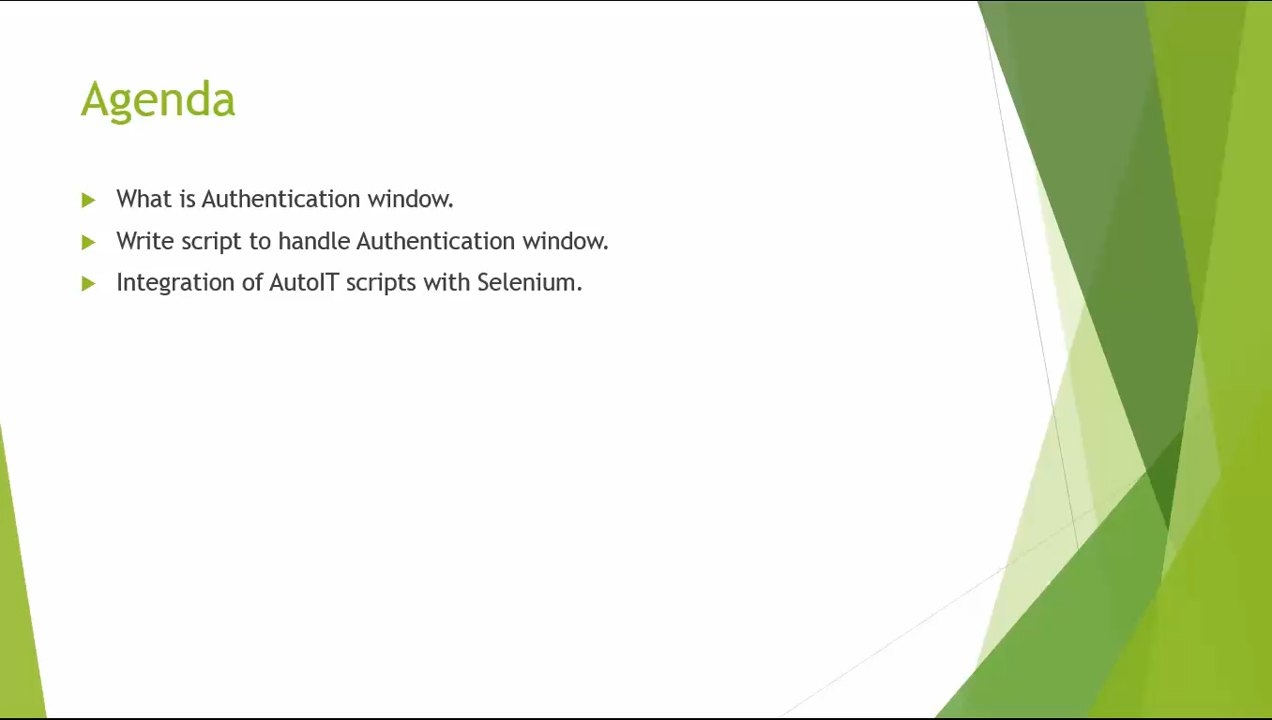 Agenda
What is Authentication window.
Write script to handle Authentication window.
Integration of AutoIT scripts with Selenium.